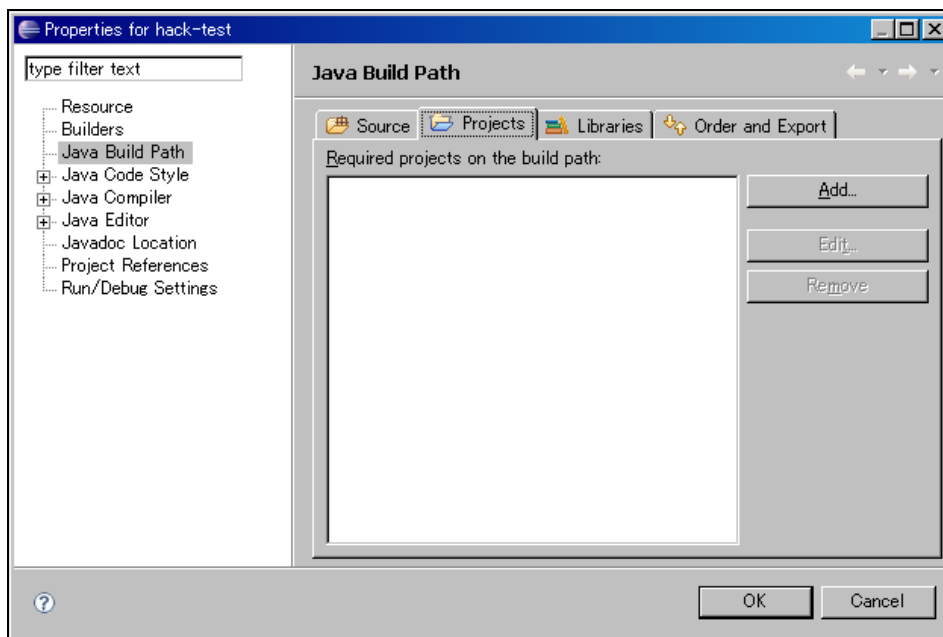 Properties for hack-test
type filter text
Java Build Path
Resource
Builders
Java Build Path
Java Code Style
Java Compiler
Java Editor
Javadoc Location
Project References
Run/Debug Settings
Source Projects Libraries Order and Export
Required projects on the build path:
Add...
Edit...
Remove
OK Cancel